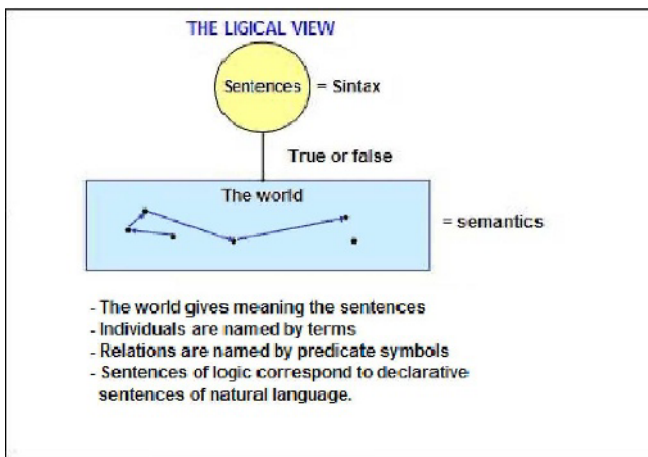 THE LIGICAL VIEW
Sentences = Sintax
True or false
The world
= semantics
- The world gives meaning the sentences
- Individuals are named by terms
- Relations are named by predicate symbols
- Sentences of logic correspond to declarative
sentences of natural language.